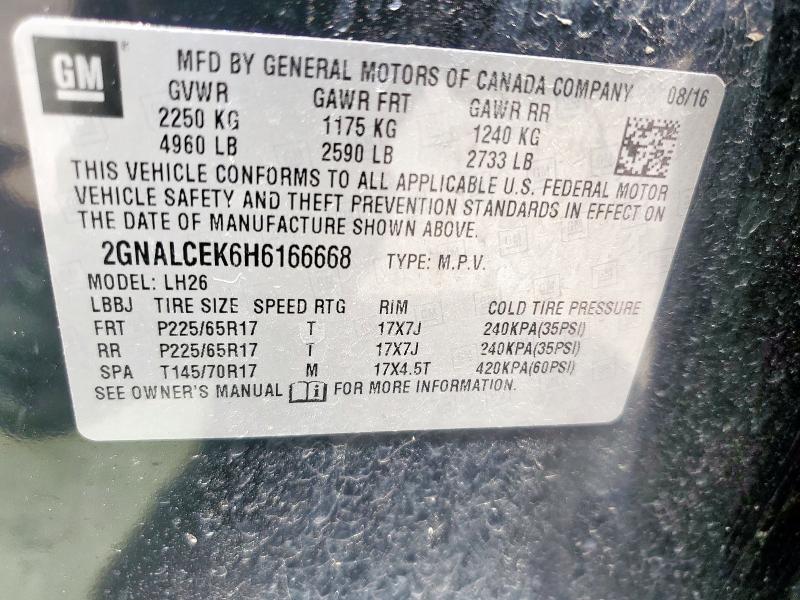 GM® MFD BY GENERAL MOTORS OF CANADA COMPANY 08/16
GVWR GAWR FRT GAWR RR
2250 KG 1175 KG 1240 KG
4960 LB 2590 LB 2733 LB
THIS VEHICLE CONFORMS TO ALL APPLICABLE U.S. FEDERAL MOTOR
VEHICLE SAFETY AND THEFT PREVENTION STANDARDS IN EFFECT ON
THE DATE OF MANUFACTURE SHOWN ABOVE.
2GNALCEK6H6166668 TYPE: M.P.V.
MODEL: LH26
LBBJ TIRE SIZE SPEED RTG RIM COLD TIRE PRESSURE
FRT P225/65R17 T 17X7J 240KPA(35PSI)
RR P225/65R17 T 17X7J 240KPA(35PSI)
SPA T145/70R17 M 17X4.5T 420KPA(60PSI)
SEE OWNER'S MANUAL FOR MORE INFORMATION.